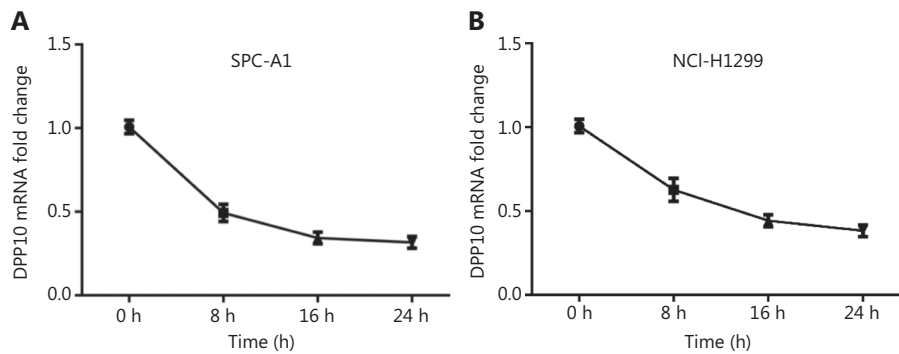 A
SPC-A1
DPP10 mRNA fold change
1.5
1.0
0.5
0.0
0 h 8 h 16 h 24 h
Time (h)
B
NCI-H1299
DPP10 mRNA fold change
1.5
1.0
0.5
0.0
0 h 8 h 16 h 24 h
Time (h)